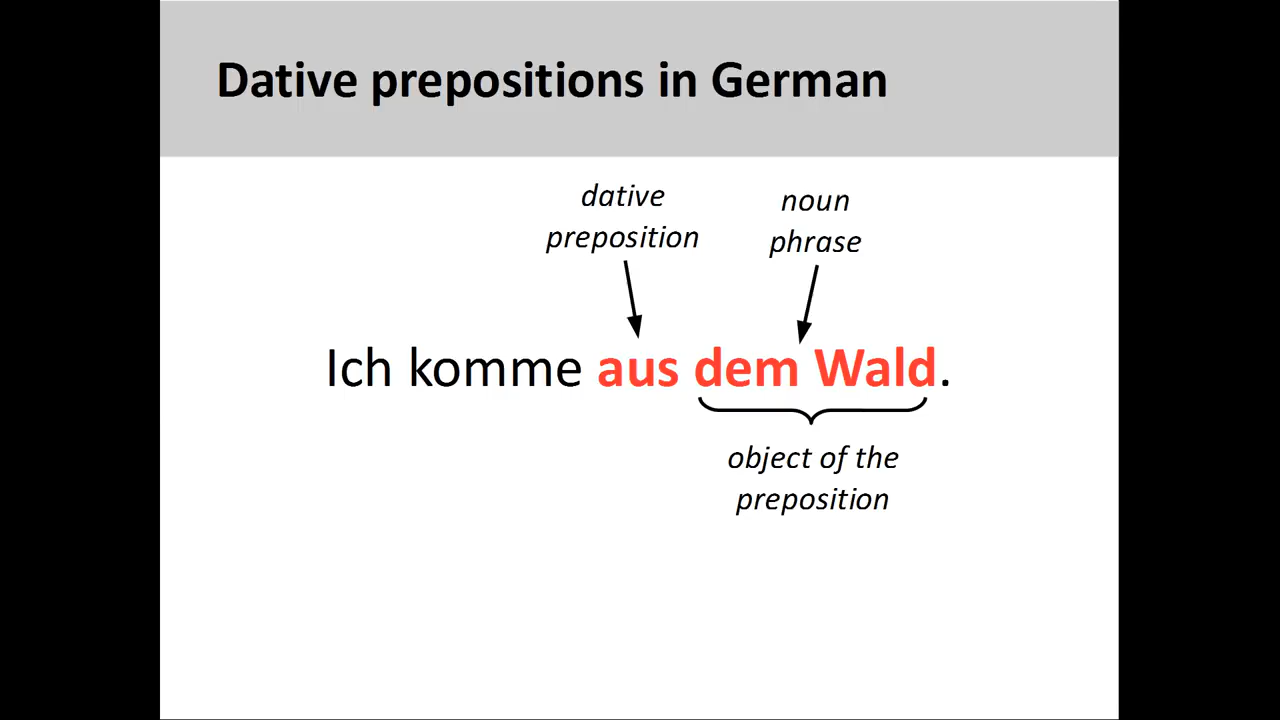 Dative prepositions in German
dative
preposition
noun
phrase
Ich komme aus dem Wald.
object of the
preposition